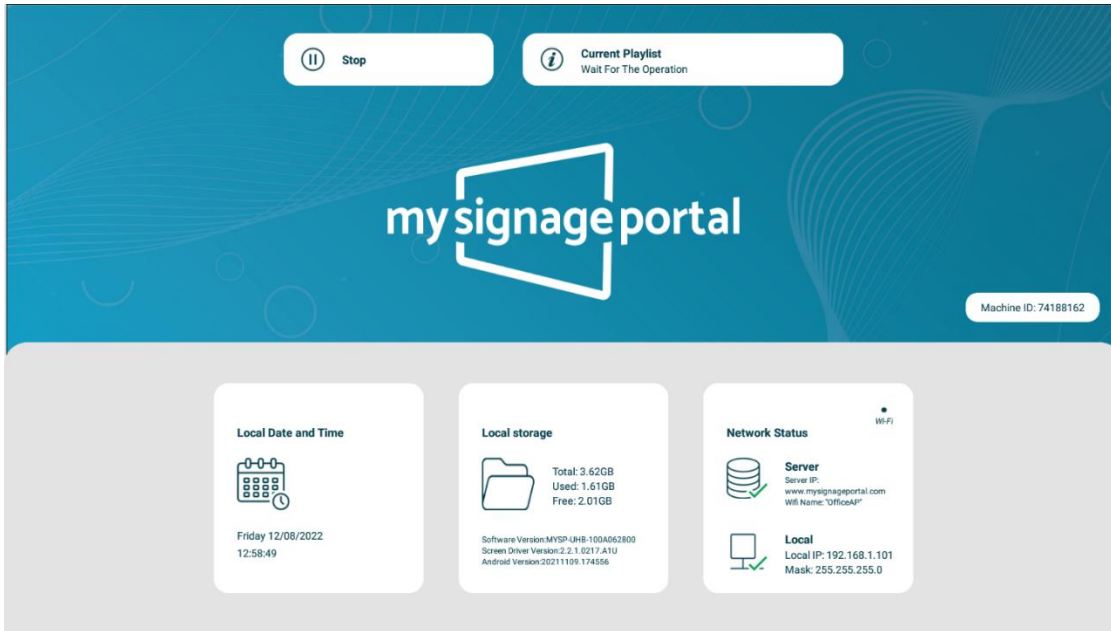 Stop
Current Playlist
Wait For The Operation
my signage portal
Machine ID: 74188162
Local Date and Time
Friday 12/08/2022
12:58:49
Local storage
Total: 3.62GB
Used: 1.61GB
Free: 2.01GB
Software Version:MYSP-UHB-100A062800
Screen Driver Version:2.2.1.0217.A1U
Android Version:20211109.174556
Wi-Fi
Network Status
Server
Server IP:
www.mysignageportal.com
Wifi Name: "OfficeAP"
Local
Local IP: 192.168.1.101
Mask: 255.255.255.0